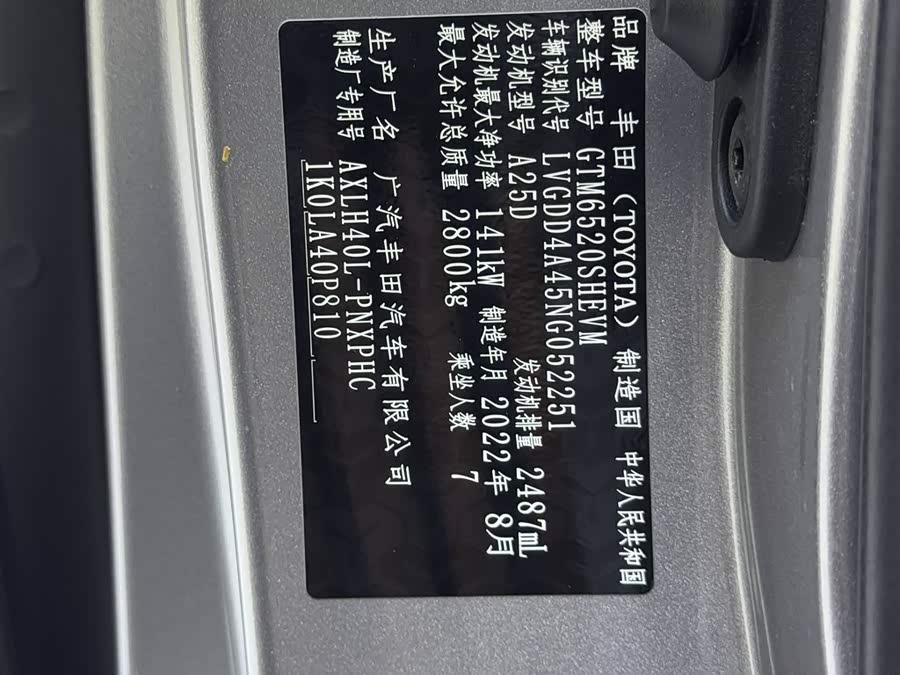 品牌 丰田（TOYOTA） 制造国 中华人民共和国
整车型号 GTM6520SHEVM
车辆识别代号 LVGDD4A45NG052251
发动机型号 A25D 发动机排量 2487mL
发动机最大净功率 141kW 制造年月 2022年 8月
最大允许总质量 2800kg 乘坐人数 7
生产厂名 广汽丰田汽车有限公司
制造厂专用号 AXLH40L-PNXPHC
1K0LA40P810